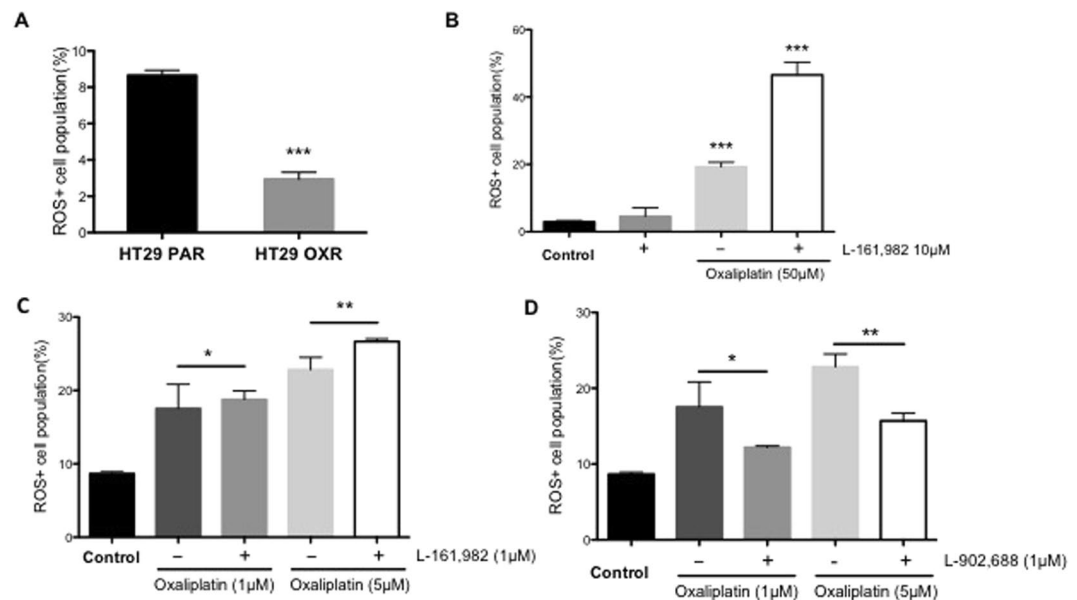 A
ROS+ cell population(%)
10
8
6
4
2
0
***
HT29 PAR
HT29 OXR
B
ROS+ cell population(%)
60
40
20
0
***
***
Control
+
–
+
L-161,982 10µM
Oxaliplatin (50µM)
C
ROS+ cell population(%)
30
20
10
0
*
**
Control
–
+
–
+
L-161,982 (1µM)
Oxaliplatin (1µM)
Oxaliplatin (5µM)
D
ROS+ cell population(%)
30
20
10
0
*
**
Control
–
+
-
+
L-902,688 (1µM)
Oxaliplatin (1µM)
Oxaliplatin (5µM)